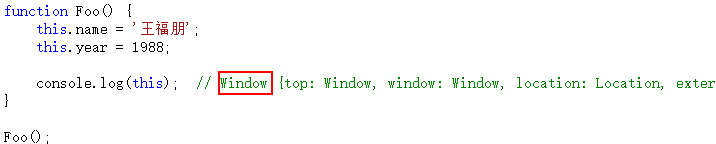 function Foo() {
    this.name = '王福朋';
    this.year = 1988;
    console.log(this);  // Window {top: Window, window: Window, location: Location, exter
}
Foo();